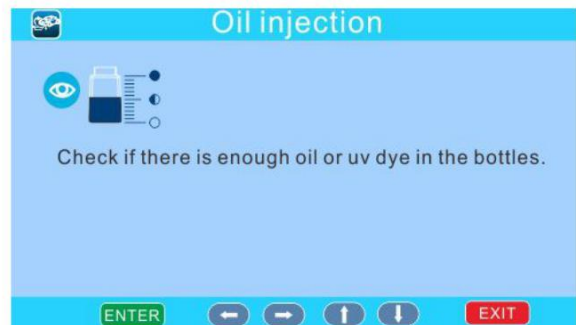 Oil injection
Check if there is enough oil or uv dye in the bottles.
ENTER
EXIT